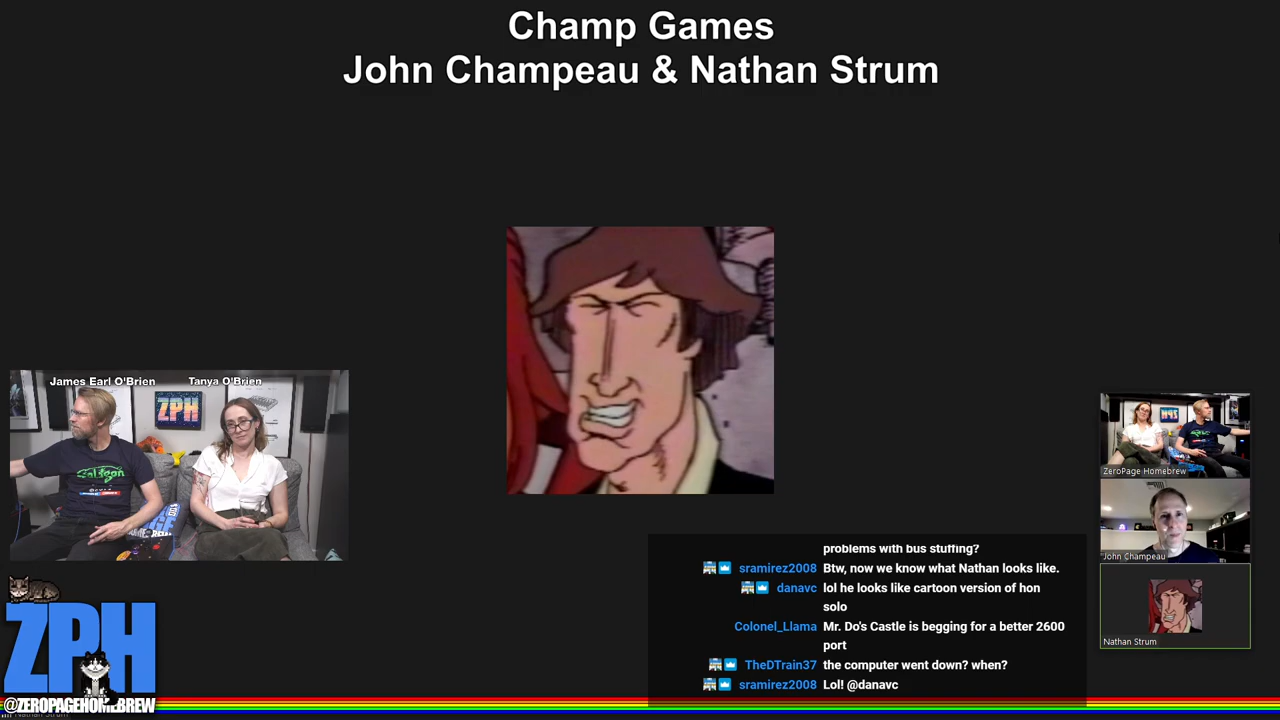 Champ Games
John Champeau & Nathan Strum
James Earl O'Brien
Tanya O'Brien
ZPH
ZeroPage Homebrew
John Champeau
Nathan Strum
problems with bus stuffing?
sramirez2008 Btw, now we know what Nathan looks like.
danavc lol he looks like cartoon version of hon
solo
Colonel_Llama Mr. Do's Castle is begging for a better 2600
port
TheDTrain37 the computer went down? when?
sramirez2008 Lol! @danavc
ZPH
@ZEROPAGEHOMEBREW
Nathan Strum